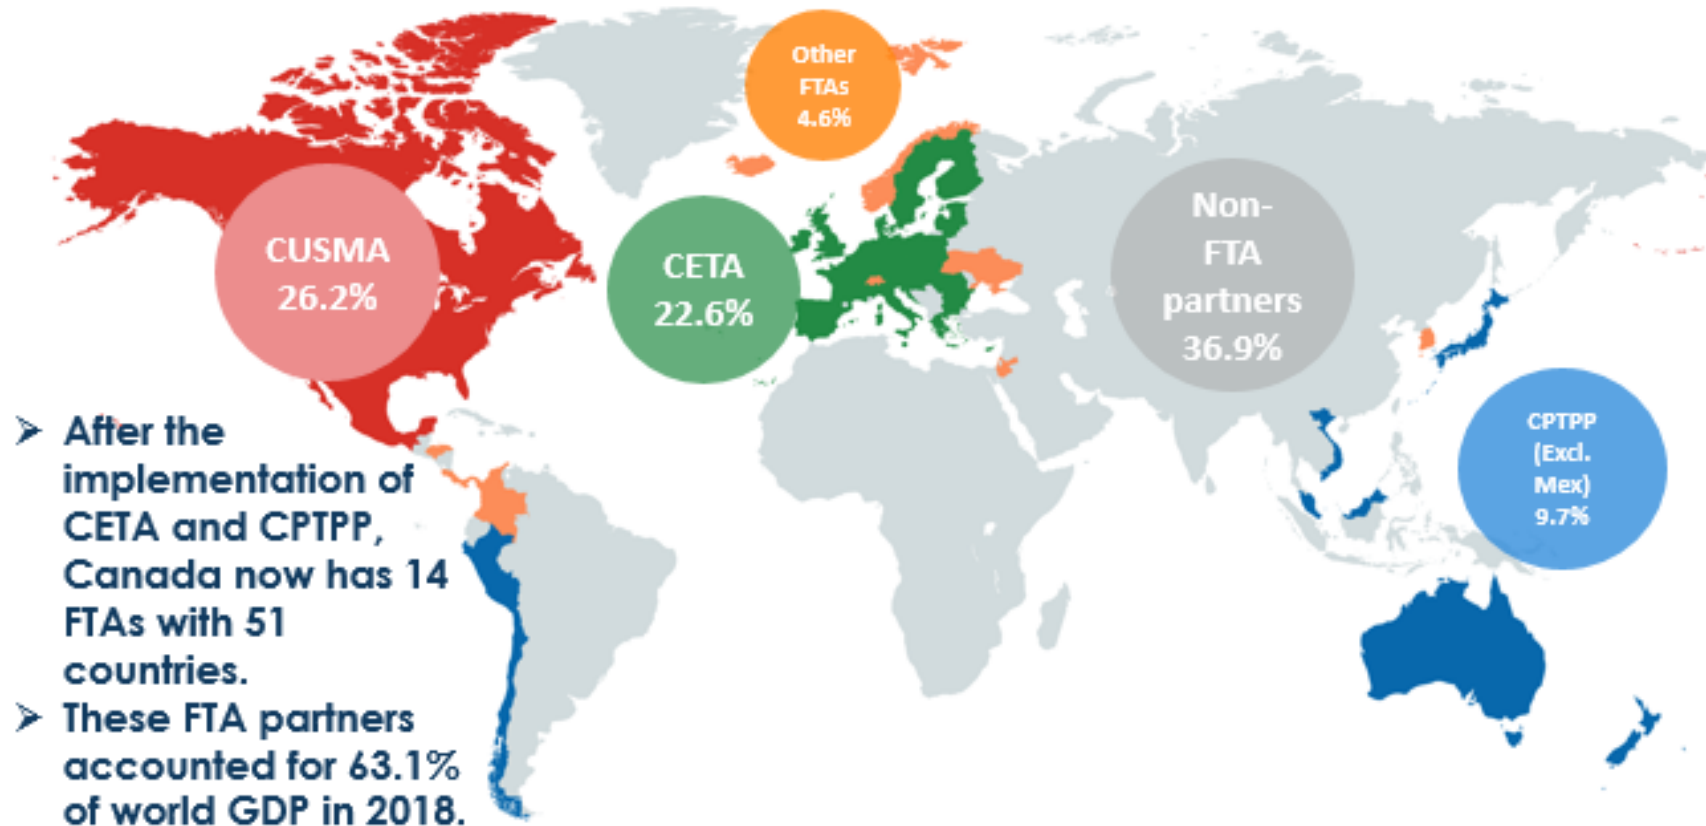 Other
FTAs
4.6%
CUSMA
26.2%
CETA
22.6%
Non-
FTA
partners
36.9%
CPTPP
(Excl.
Mex)
9.7%
➢ After the
implementation of
CETA and CPTPP,
Canada now has 14
FTAs with 51
countries.
➢ These FTA partners
accounted for 63.1%
of world GDP in 2018.